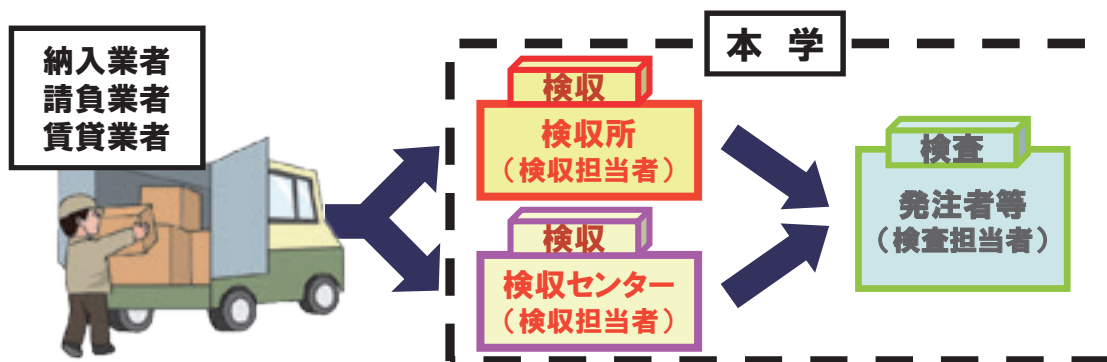 納入業者
請負業者
賃貸業者
本 学
検収
検収所
（検収担当者）
検収
検収センター
（検収担当者）
検査
発注者等
（検査担当者）